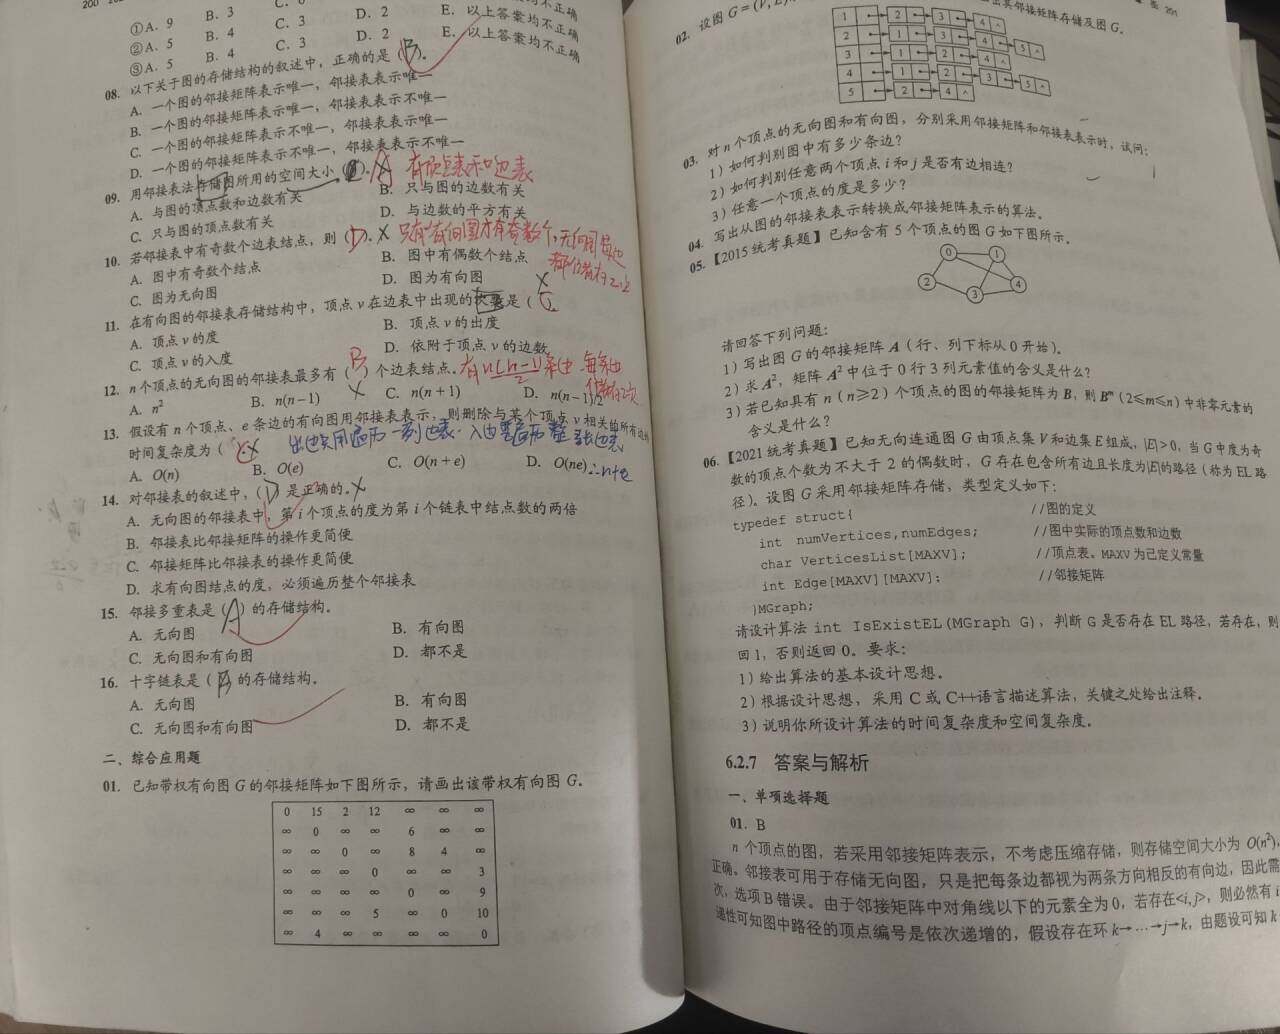 200
①A. 9 B. 3 D. 2 E. 以上答案均不正确
②A. 5 B. 4 C. 3 D. 2 E. 以上答案均不正确
③A. 5 B. 4 C. 3 D. 2 E. 以上答案均不正确
08. 以下关于图的存储结构的叙述中，正确的是（B）。
A. 一个图的邻接矩阵表示唯一，邻接表表示唯一
B. 一个图的邻接矩阵表示唯一，邻接表表示不唯一
C. 一个图的邻接矩阵表示不唯一，邻接表表示唯一
D. 一个图的邻接矩阵表示不唯一，邻接表表示不唯一
09. 用邻接表法存储图所用的空间大小（ ）。A 有顶点表和边表
A. 与图的顶点数和边数有关 B. 只与图的边数有关
C. 只与图的顶点数有关 D. 与边数的平方有关
10. 若邻接表中有奇数个边表结点，则（D）。 只有有向图才有奇数个，无向图每边
A. 图中有奇数个结点 B. 图中有偶数个结点
C. 图为无向图 D. 图为有向图
11. 在有向图的邻接表存储结构中，顶点 v 在边表中出现的次数是（C）。
A. 顶点 v 的度 B. 顶点 v 的出度
C. 顶点 v 的入度 D. 依附于顶点 v 的边数
12. n 个顶点的无向图的邻接表最多有（B）个边表结点。有n(n-1)/2条边 每条边
A. n² B. n(n−1) C. n(n+1) D. n(n−1)/2
13. 假设有 n 个顶点、e 条边的有向图用邻接表表示，则删除与某个顶点 v 相关的所有边的
时间复杂度为（C）。 出边只用遍历一列边表. 入边要遍历整张边表
A. O(n) B. O(e) C. O(n+e) D. O(ne) ∴n+e
14. 对邻接表的叙述中，（D）是正确的。
A. 无向图的邻接表中，第 i 个顶点的度为第 i 个链表中结点数的两倍
B. 邻接表比邻接矩阵的操作更简便
C. 邻接矩阵比邻接表的操作更简便
D. 求有向图结点的度，必须遍历整个邻接表
15. 邻接多重表是（A）的存储结构。
A. 无向图 B. 有向图
C. 无向图和有向图 D. 都不是
16. 十字链表是（B）的存储结构。
A. 无向图 B. 有向图
C. 无向图和有向图 D. 都不是
二、综合应用题
01. 已知带权有向图 G 的邻接矩阵如下图所示，请画出该带权有向图 G。
0 15 2 12 ∞ ∞ ∞
∞ 0 ∞ ∞ 6 ∞ ∞
∞ ∞ 0 ∞ 8 4 ∞
∞ ∞ ∞ 0 ∞ ∞ 3
∞ ∞ ∞ ∞ 0 ∞ 9
∞ ∞ ∞ 5 ∞ 0 10
∞ 4 ∞ ∞ ∞ ∞ 0
201
02. 设图 G=(V, E) 出其邻接矩阵存储及图 G。
1 2 3 4 ^
2 1 3 4 5 ^
3 1 2 4 ^
4 1 2 3 5 ^
5 2 4 ^
03. 对 n 个顶点的无向图和有向图，分别采用邻接矩阵和邻接表表示时，试问：
1）如何判别图中有多少条边？
2）如何判别任意两个顶点 i 和 j 是否有边相连？
3）任意一个顶点的度是多少？
04. 写出从图的邻接表表示转换成邻接矩阵表示的算法。
05. 【2015 统考真题】已知含有 5 个顶点的图 G 如下图所示。
0 1
2 3 4
请回答下列问题：
1）写出图 G 的邻接矩阵 A（行、列下标从 0 开始）。
2）求 A²，矩阵 A² 中位于 0 行 3 列元素值的含义是什么？
3）若已知具有 n（n≥2）个顶点的图的邻接矩阵为 B，则 Bᵐ（2≤m≤n）中非零元素的
含义是什么？
06. 【2021 统考真题】已知无向连通图 G 由顶点集 V 和边集 E 组成，|E|>0，当 G 中度为奇
数的顶点个数为不大于 2 的偶数时，G 存在包含所有边且长度为|E|的路径（称为 EL 路
径）。设图 G 采用邻接矩阵存储，类型定义如下：
typedef struct{ //图的定义
int numVertices,numEdges; //图中实际的顶点数和边数
char VerticesList[MAXV]; //顶点表。MAXV 为已定义常量
int Edge[MAXV][MAXV]; //邻接矩阵
}MGraph;
请设计算法 int IsExistEL(MGraph G)，判断 G 是否存在 EL 路径，若存在，则
回 1，否则返回 0。要求：
1）给出算法的基本设计思想。
2）根据设计思想，采用 C 或 C++语言描述算法，关键之处给出注释。
3）说明你所设计算法的时间复杂度和空间复杂度。
6.2.7 答案与解析
一、单项选择题
01. B
n 个顶点的图，若采用邻接矩阵表示，不考虑压缩存储，则存储空间大小为 O(n²)，
正确。邻接表可用于存储无向图，只是把每条边都视为两条方向相反的有向边，因此需
次，选项 B 错误。由于邻接矩阵中对角线以下的元素全为 0，若存在<i, j>，则必然有 i
递性可知图中路径的顶点编号是依次递增的，假设存在环 k→…→j→k，由题设可知 k